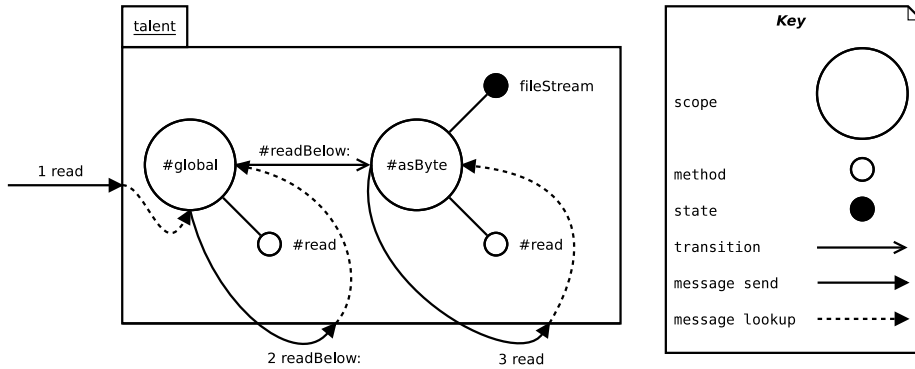 talent
fileStream
#readBelow:
#global
#asByte
1 read
#read
#read
2 readBelow:
3 read
Key
scope
method
state
transition
message send
message lookup